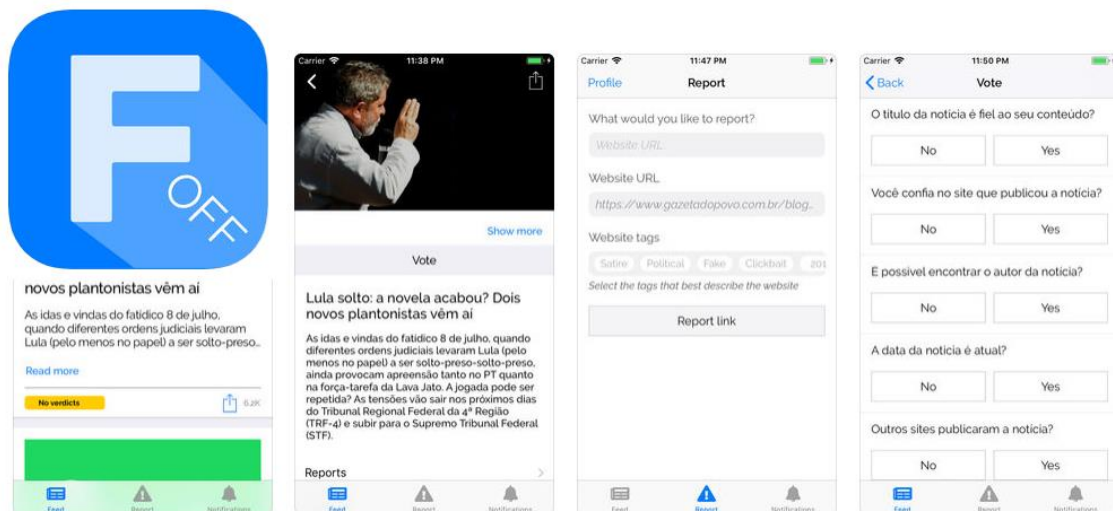 F
OFF
novos plantonistas vêm aí
As idas e vindas do fatídico 8 de julho,
quando diferentes ordens judiciais levaram
Lula (pelo menos no papel) a ser solto-preso...
Read more
No verdicts
6.2K
Feed
Report
Notifications
Carrier
11:38 PM
Show more
Vote
Lula solto: a novela acabou? Dois
novos plantonistas vêm aí
As idas e vindas do fatídico 8 de julho, quando
diferentes ordens judiciais levaram Lula (pelo
menos no papel) a ser solto-preso-solto-preso,
ainda provocam apreensão tanto no PT quanto
na força-tarefa da Lava Jato. A jogada pode ser
repetida? As tensões vão sair nos próximos dias
do Tribunal Regional Federal da 4ª Região
(TRF-4) e subir para o Supremo Tribunal Federal
(STF).
Reports
Feed
Report
Notifications
Carrier
11:47 PM
Profile
Report
What would you like to report?
Website URL
Website URL
https://www.gazetadopovo.com.br/blog...
Website tags
Satire Political Fake Clickbait 201
Select the tags that best describe the website
Report link
Feed
Report
Notifications
Carrier
11:50 PM
Back
Vote
O título da notícia é fiel ao seu conteúdo?
No Yes
Você confia no site que publicou a notícia?
No Yes
É possível encontrar o autor da notícia?
No Yes
A data da notícia é atual?
No Yes
Outros sites publicaram a notícia?
No Yes
Feed
Report
Notifications